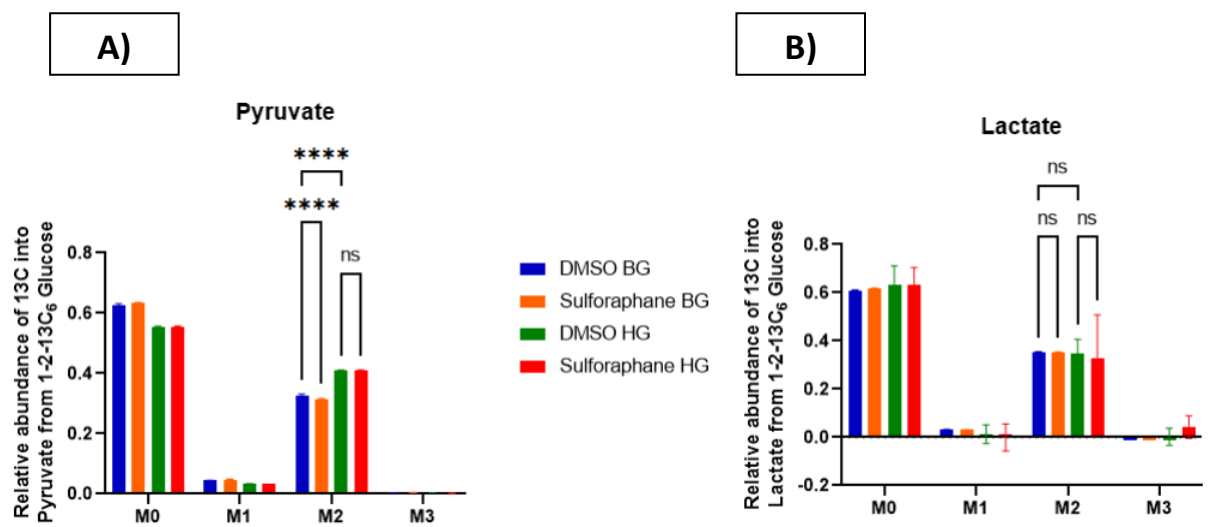 A)
Pyruvate
Relative abundance of 13C into
Pyruvate from 1-2-13C₆ Glucose
0.8
0.6
0.4
0.2
0.0
****
****
ns
M0 M1 M2 M3
DMSO BG
Sulforaphane BG
DMSO HG
Sulforaphane HG
B)
Lactate
Relative abundance of 13C into
Lactate from 1-2-13C₆ Glucose
0.8
0.6
0.4
0.2
0.0
-0.2
ns
ns ns
M0 M1 M2 M3